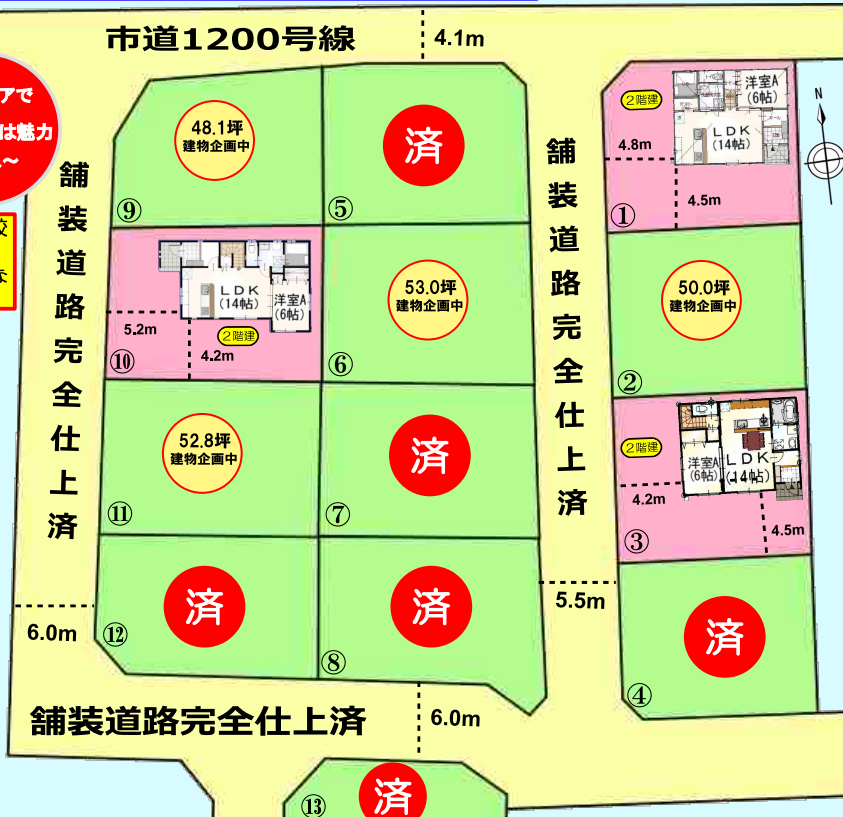 市道1200号線
4.1m
アで
は魅力
～
校
舗装道路完全仕上済
6.0m
⑨
48.1坪
建物企画中
⑤
済
⑩
LDK
(14帖)
洋室A
(6帖)
2階建
5.2m
4.2m
⑥
53.0坪
建物企画中
⑪
52.8坪
建物企画中
⑦
済
⑫
済
⑧
済
舗装道路完全仕上済
5.5m
N
①
2階建
洋室A
(6帖)
LDK
(14帖)
4.8m
4.5m
②
50.0坪
建物企画中
③
2階建
洋室A
(6帖)
LDK
(14帖)
4.2m
4.5m
④
済
舗装道路完全仕上済
6.0m
⑬
済